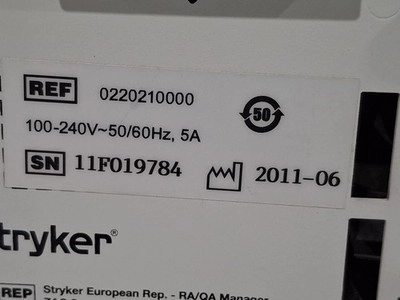 REF 0220210000
50
100-240V~50/60Hz, 5A
SN 11F019784 2011-06
tryker®
REP Stryker European Rep. - RA/QA Manager